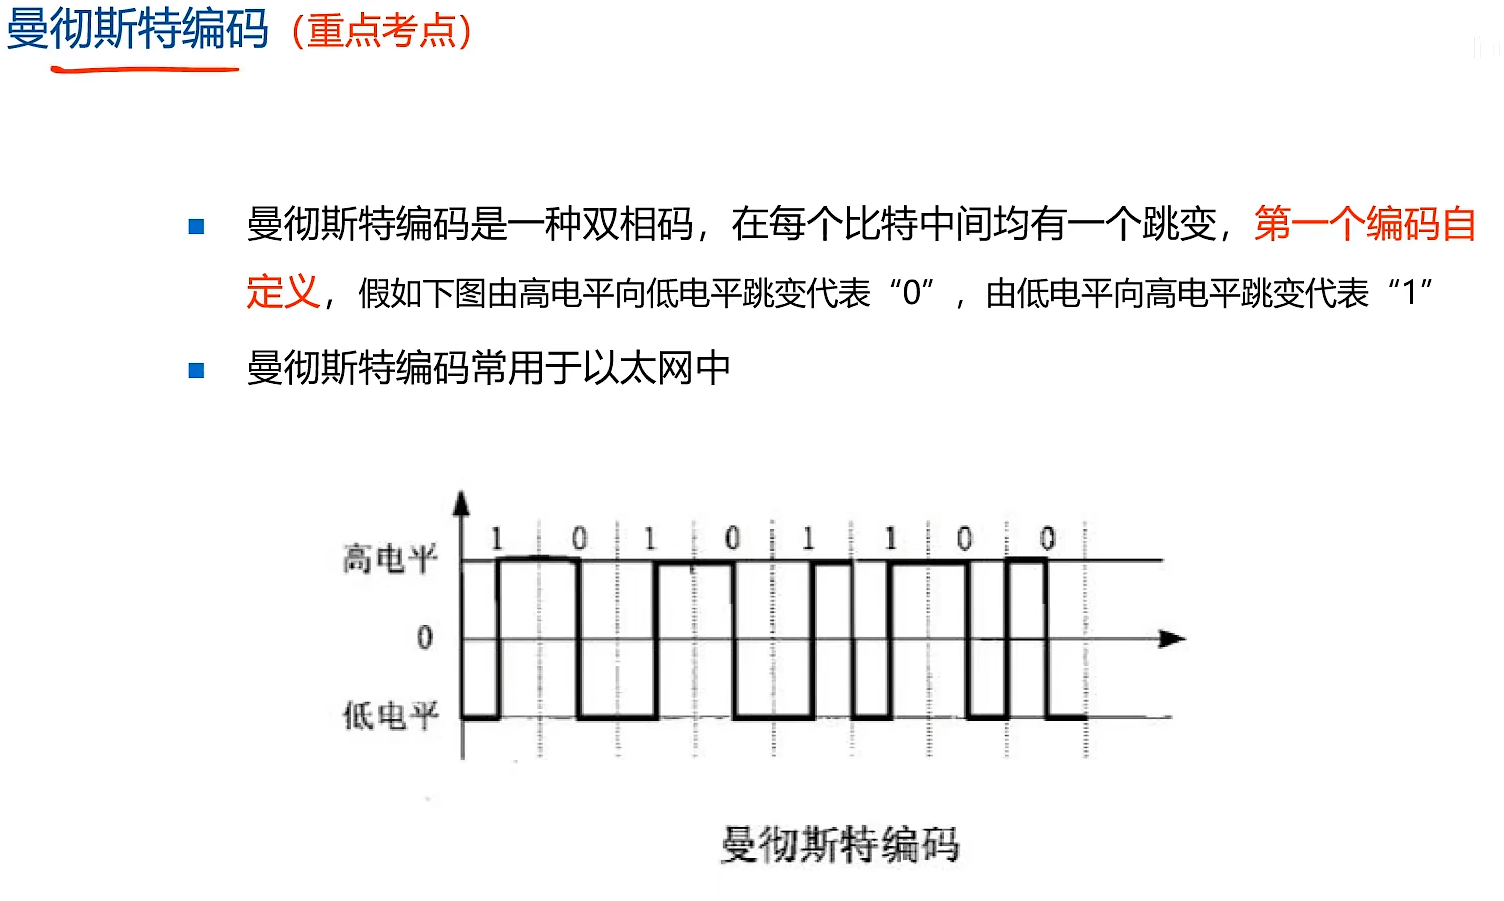 曼彻斯特编码（重点考点）
曼彻斯特编码是一种双相码，在每个比特中间均有一个跳变，第一个编码自
定义，假如下图由高电平向低电平跳变代表“0”，由低电平向高电平跳变代表“1”
曼彻斯特编码常用于以太网中
1 0 1 0 1 1 0 0
高电平
0
低电平
曼彻斯特编码